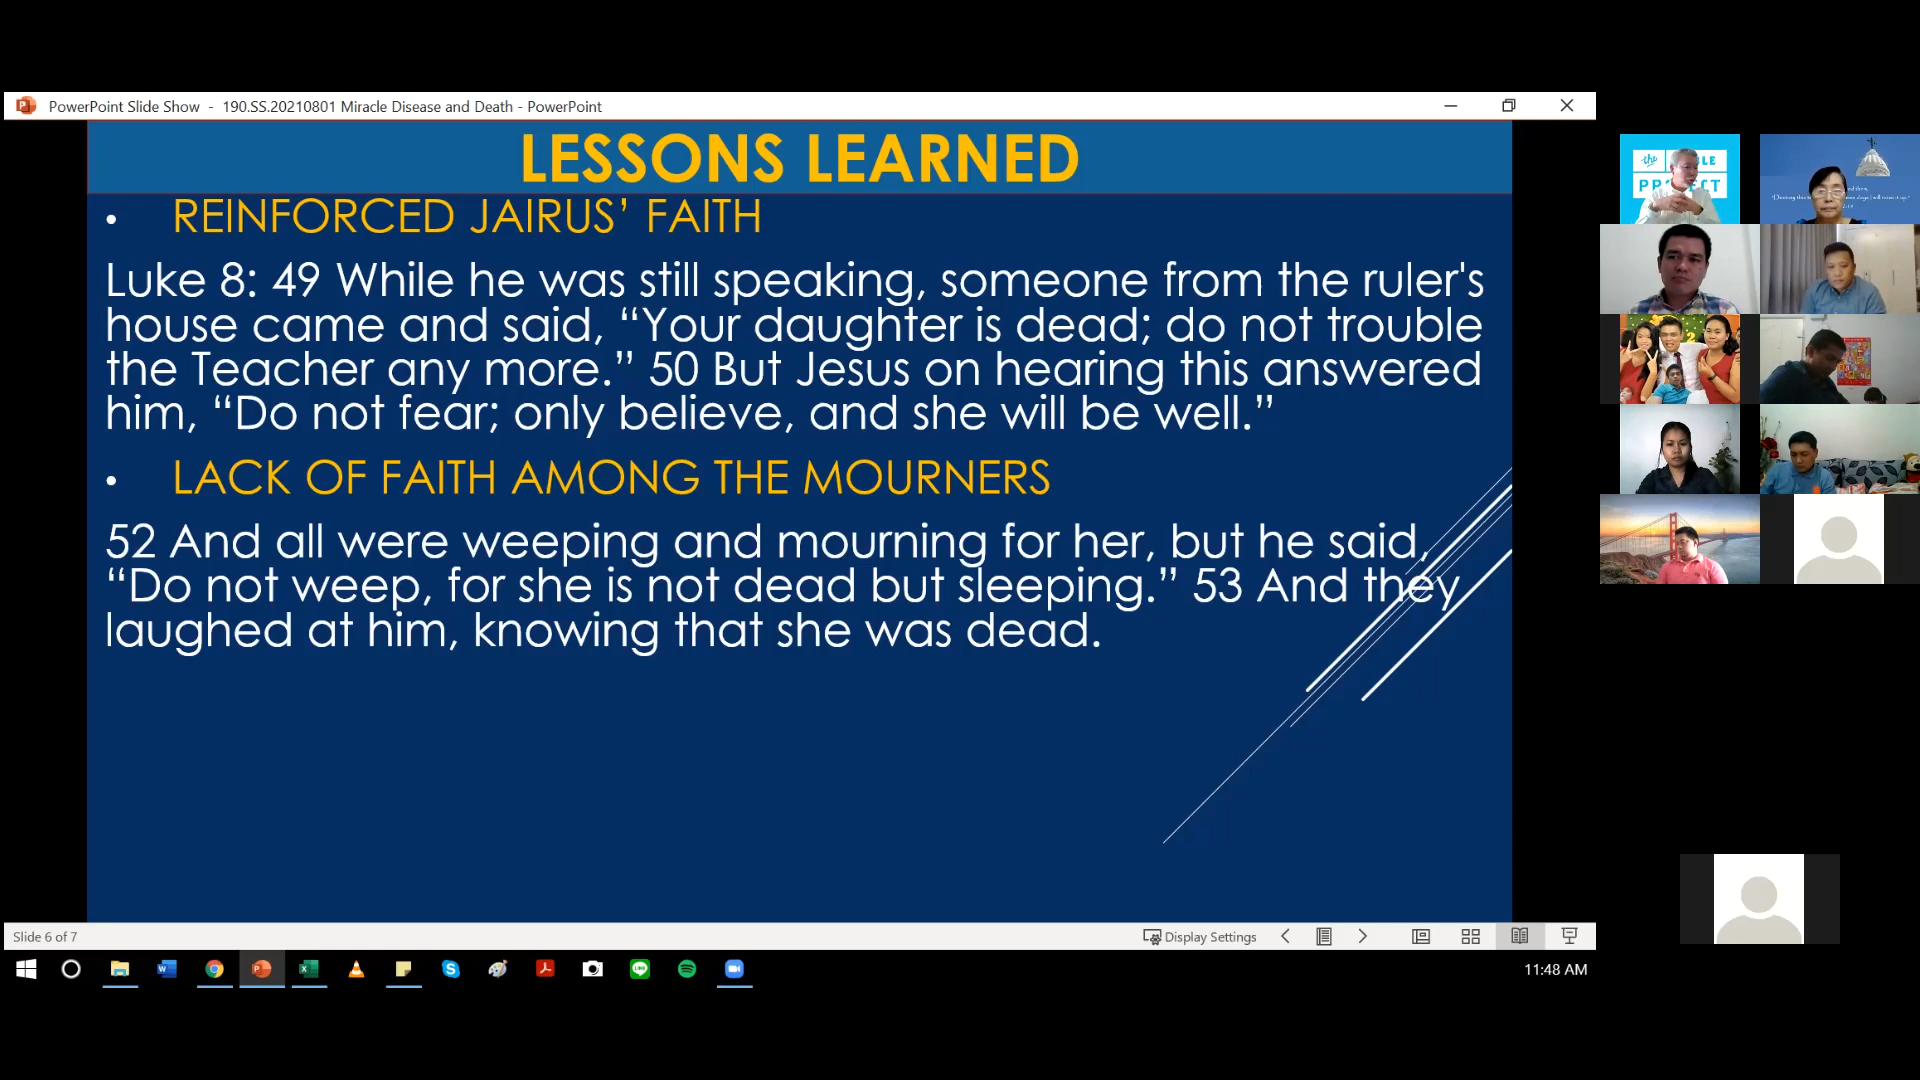 PowerPoint Slide Show - 190.SS.20210801 Miracle Disease and Death - PowerPoint
LESSONS LEARNED
• REINFORCED JAIRUS’ FAITH
Luke 8: 49 While he was still speaking, someone from the ruler's
house came and said, “Your daughter is dead; do not trouble
the Teacher any more.” 50 But Jesus on hearing this answered
him, “Do not fear; only believe, and she will be well.”
• LACK OF FAITH AMONG THE MOURNERS
52 And all were weeping and mourning for her, but he said,
“Do not weep, for she is not dead but sleeping.” 53 And they
laughed at him, knowing that she was dead.
Slide 6 of 7
Display Settings
11:48 AM
the